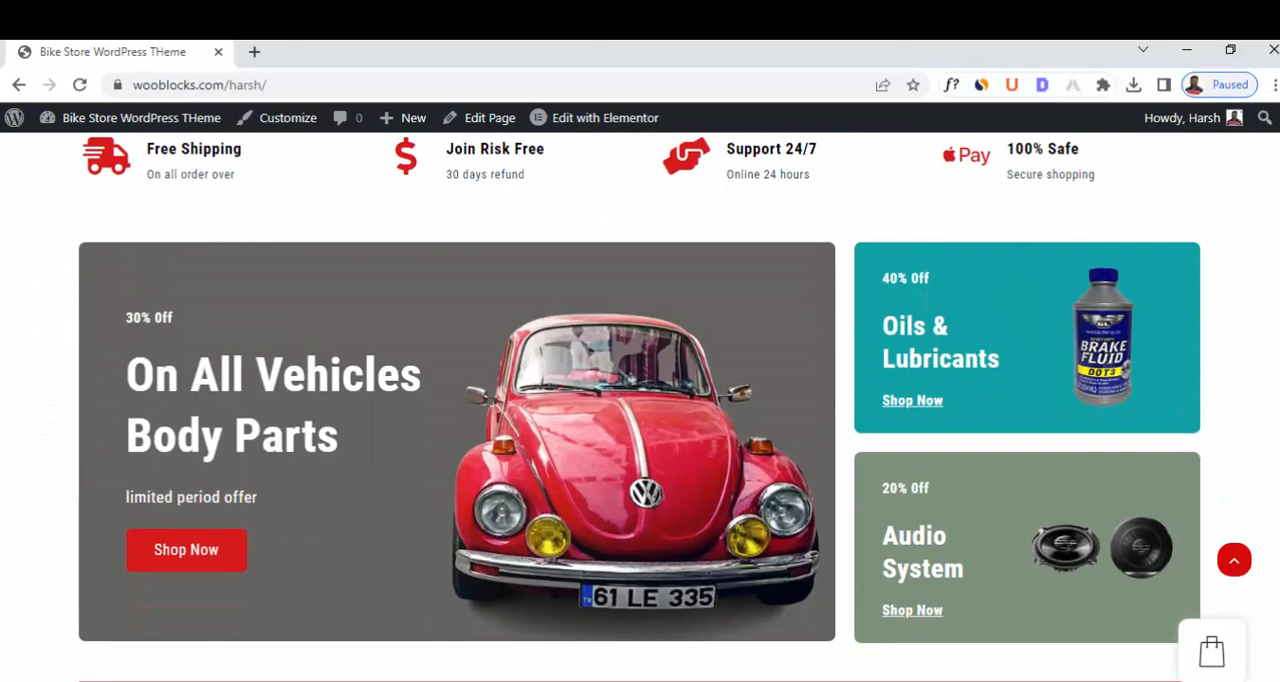 Bike Store WordPress THeme
wooblocks.com/harsh/
f?
U
D
Paused
Bike Store WordPress THeme
Customize
0
New
Edit Page
Edit with Elementor
Howdy, Harsh
Free Shipping
On all order over
Join Risk Free
30 days refund
Support 24/7
Online 24 hours
Pay
100% Safe
Secure shopping
30% Off
On All Vehicles
Body Parts
limited period offer
Shop Now
61 LE 335
40% Off
Oils &
Lubricants
Shop Now
BRAKE
FLUID
DOT3
20% Off
Audio
System
Shop Now